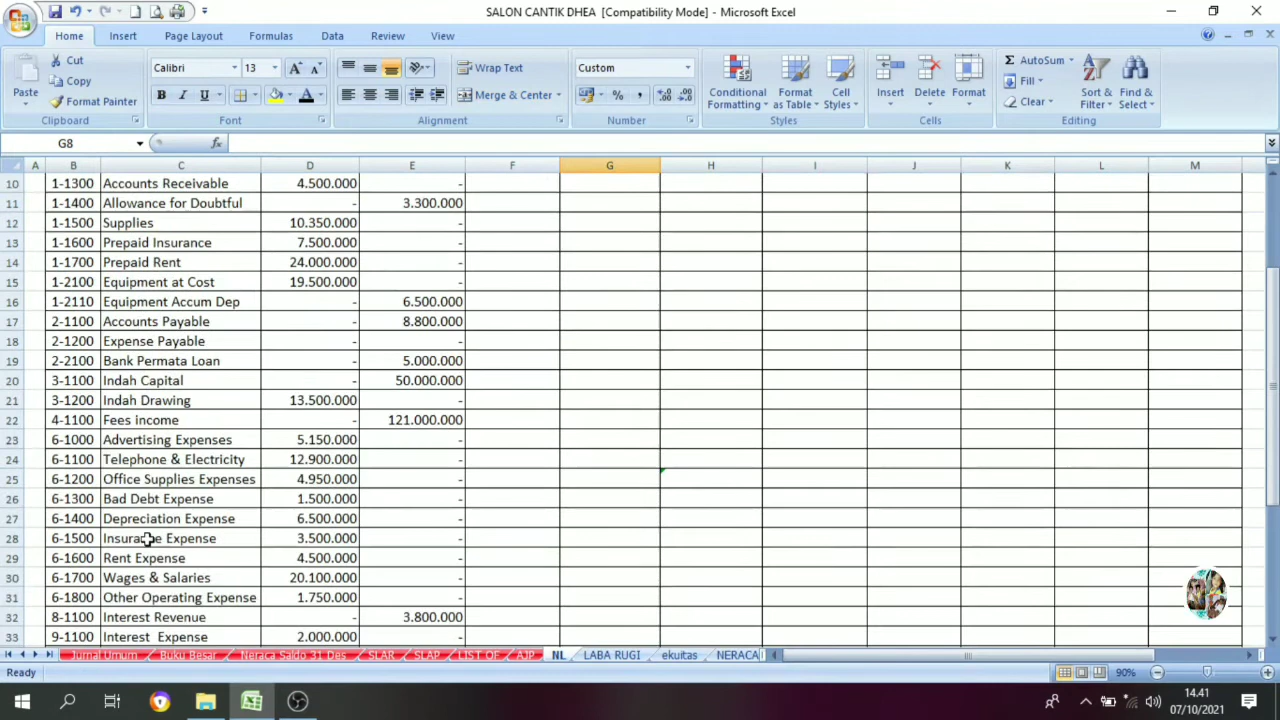 SALON CANTIK DHEA [Compatibility Mode] - Microsoft Excel
Home Insert Page Layout Formulas Data Review View
Cut
Copy
Paste
Format Painter
Calibri 13
B I U
Wrap Text
Merge & Center
Custom
%
Conditional Formatting
Format as Table
Cell Styles
Insert
Delete
Format
Σ AutoSum
Fill
Clear
Sort & Filter
Find & Select
Clipboard Font Alignment Number Styles Cells Editing
G8 fx
A B C D E F G H I J K L M
10 1-1300 Accounts Receivable 4.500.000 -
11 1-1400 Allowance for Doubtful - 3.300.000
12 1-1500 Supplies 10.350.000 -
13 1-1600 Prepaid Insurance 7.500.000 -
14 1-1700 Prepaid Rent 24.000.000 -
15 1-2100 Equipment at Cost 19.500.000 -
16 1-2110 Equipment Accum Dep - 6.500.000
17 2-1100 Accounts Payable - 8.800.000
18 2-1200 Expense Payable - -
19 2-2100 Bank Permata Loan - 5.000.000
20 3-1100 Indah Capital - 50.000.000
21 3-1200 Indah Drawing 13.500.000 -
22 4-1100 Fees income - 121.000.000
23 6-1000 Advertising Expenses 5.150.000 -
24 6-1100 Telephone & Electricity 12.900.000 -
25 6-1200 Office Supplies Expenses 4.950.000 -
26 6-1300 Bad Debt Expense 1.500.000 -
27 6-1400 Depreciation Expense 6.500.000 -
28 6-1500 Insurance Expense 3.500.000 -
29 6-1600 Rent Expense 4.500.000 -
30 6-1700 Wages & Salaries 20.100.000 -
31 6-1800 Other Operating Expense 1.750.000 -
32 8-1100 Interest Revenue - 3.800.000
33 9-1100 Interest Expense 2.000.000 -
Jurnal Umum Buku Besar Neraca Saldo 31 Des SLAR SLAP LIST OF AJP NL LABA RUGI ekuitas NERACA
Ready 90%
14.41
07/10/2021